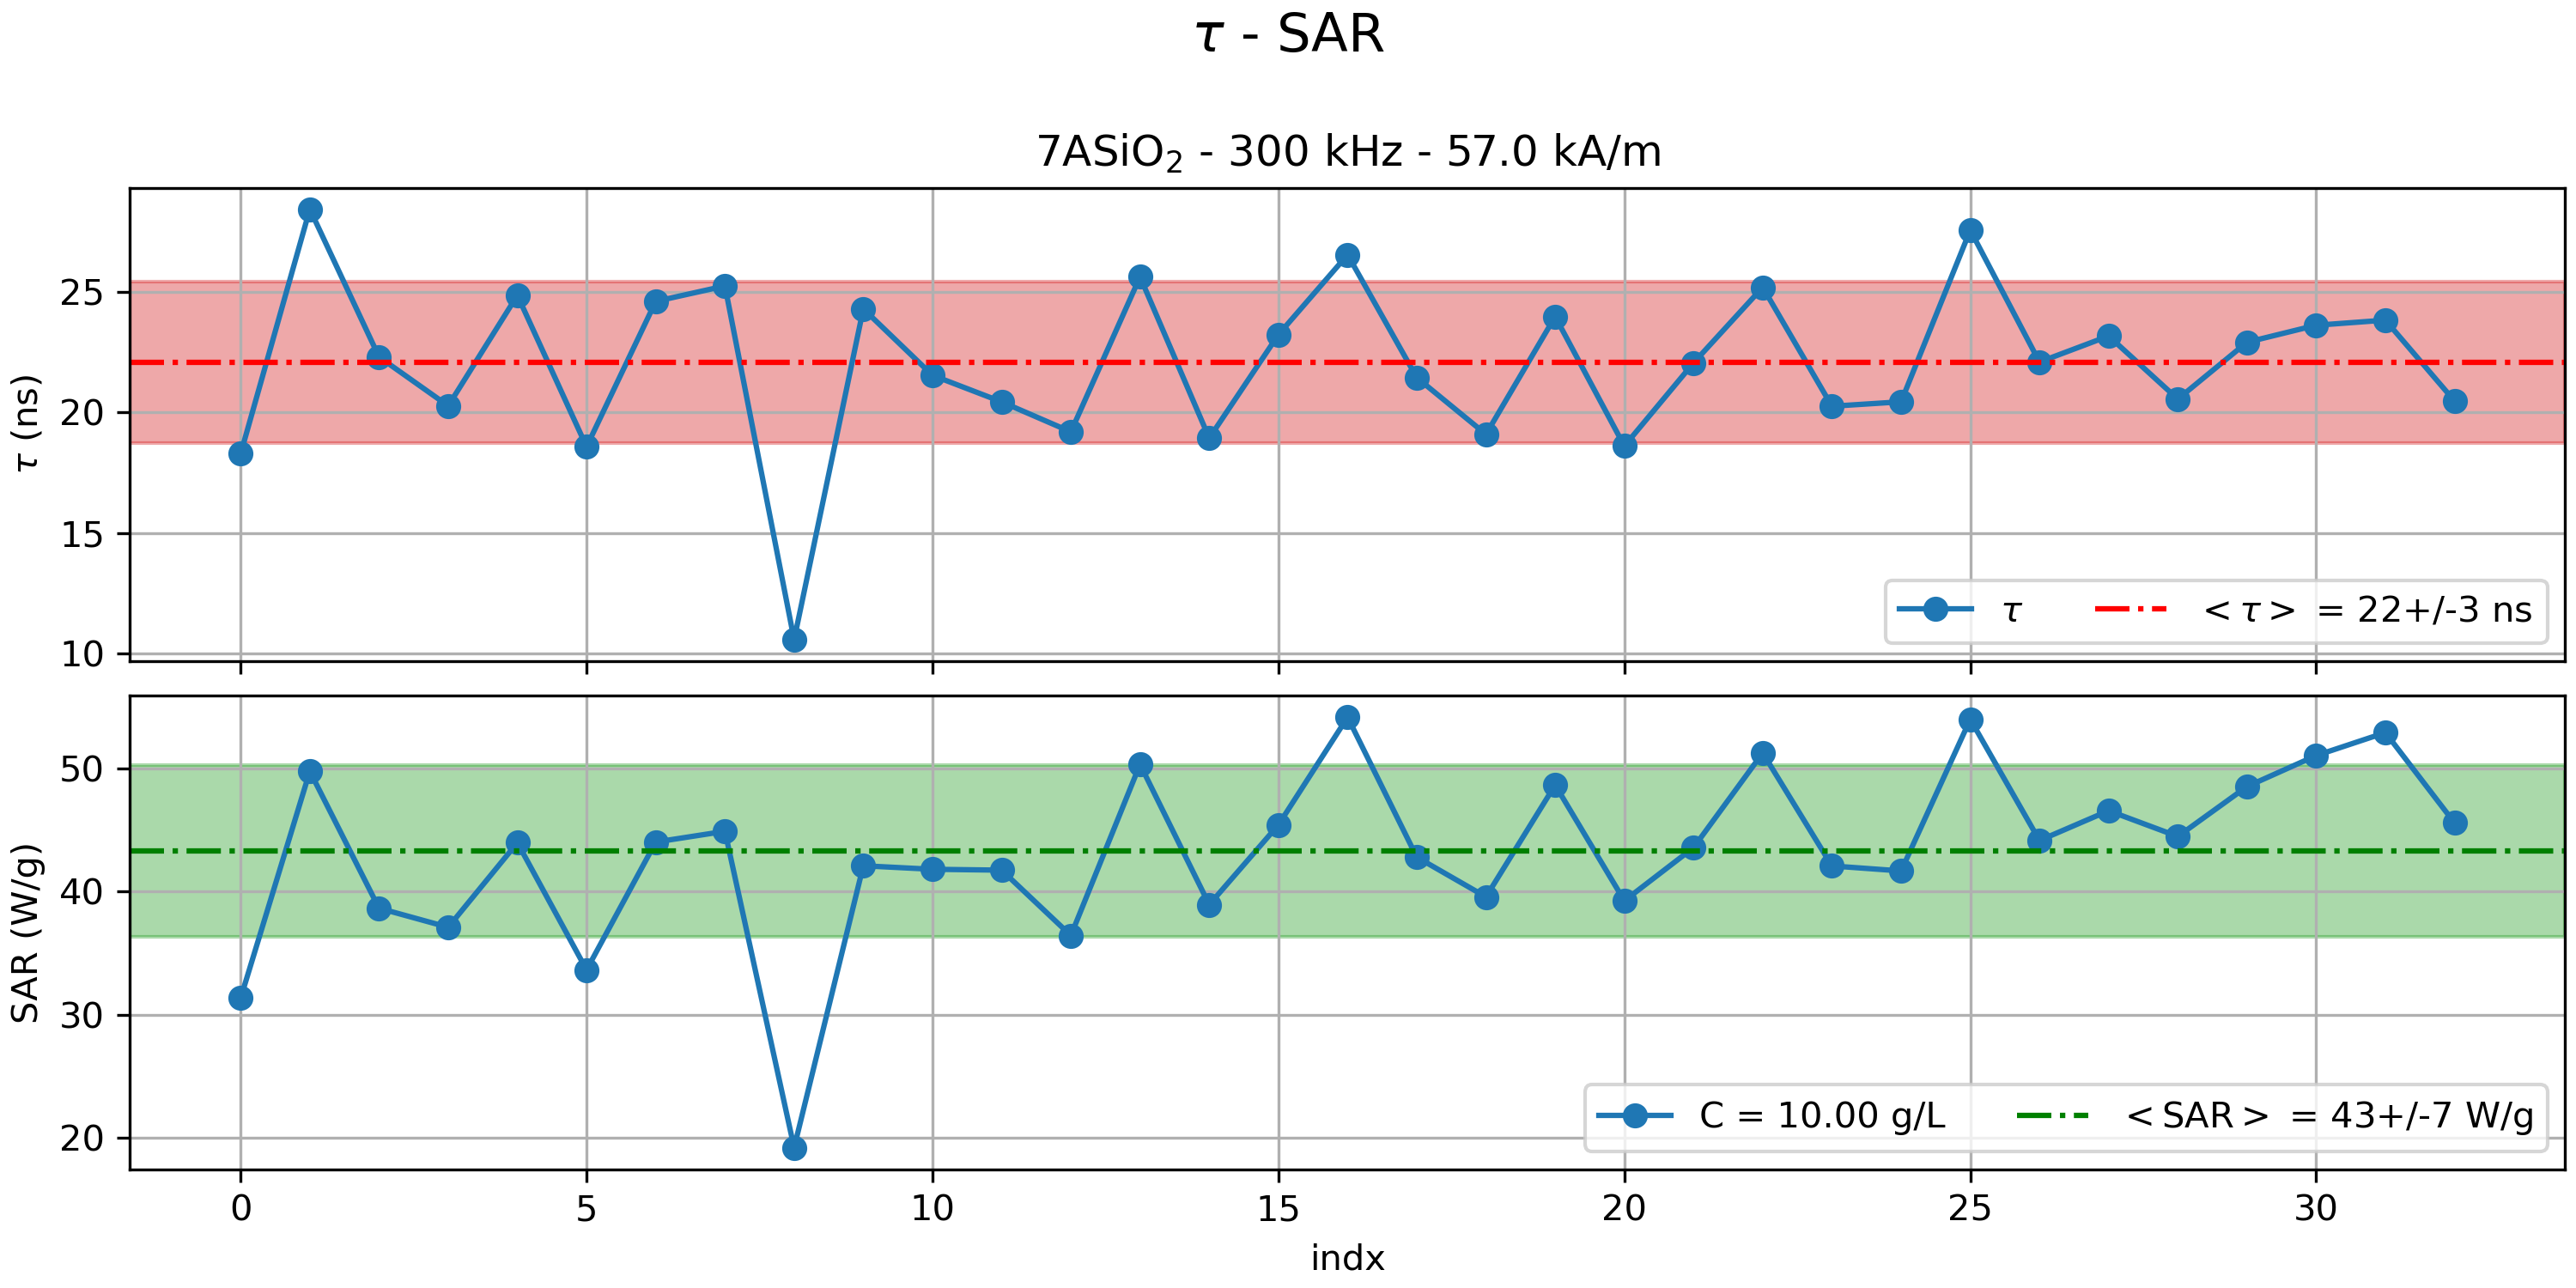 τ - SAR
7ASiO₂ - 300 kHz - 57.0 kA/m
τ (ns)
25
20
15
10
τ
<τ> = 22+/-3 ns
SAR (W/g)
50
40
30
20
C = 10.00 g/L
<SAR> = 43+/-7 W/g
0 5 10 15 20 25 30
indx